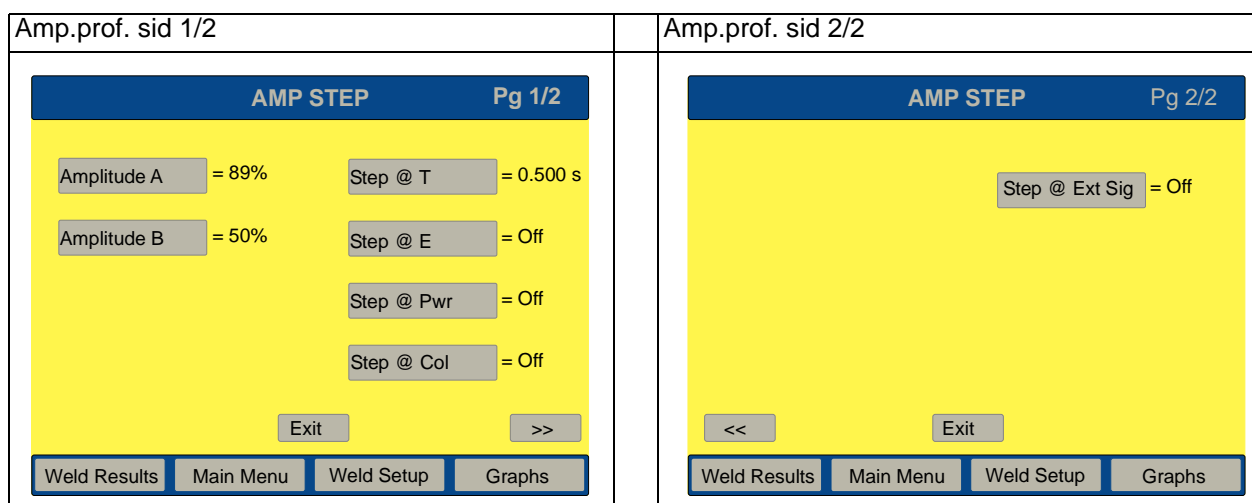 Amp.prof. sid 1/2
AMP STEP Pg 1/2
Amplitude A = 89% Step @ T = 0.500 s
Amplitude B = 50% Step @ E = Off
Step @ Pwr = Off
Step @ Col = Off
Exit >>
Weld Results Main Menu Weld Setup Graphs
Amp.prof. sid 2/2
AMP STEP Pg 2/2
Step @ Ext Sig = Off
<< Exit
Weld Results Main Menu Weld Setup Graphs